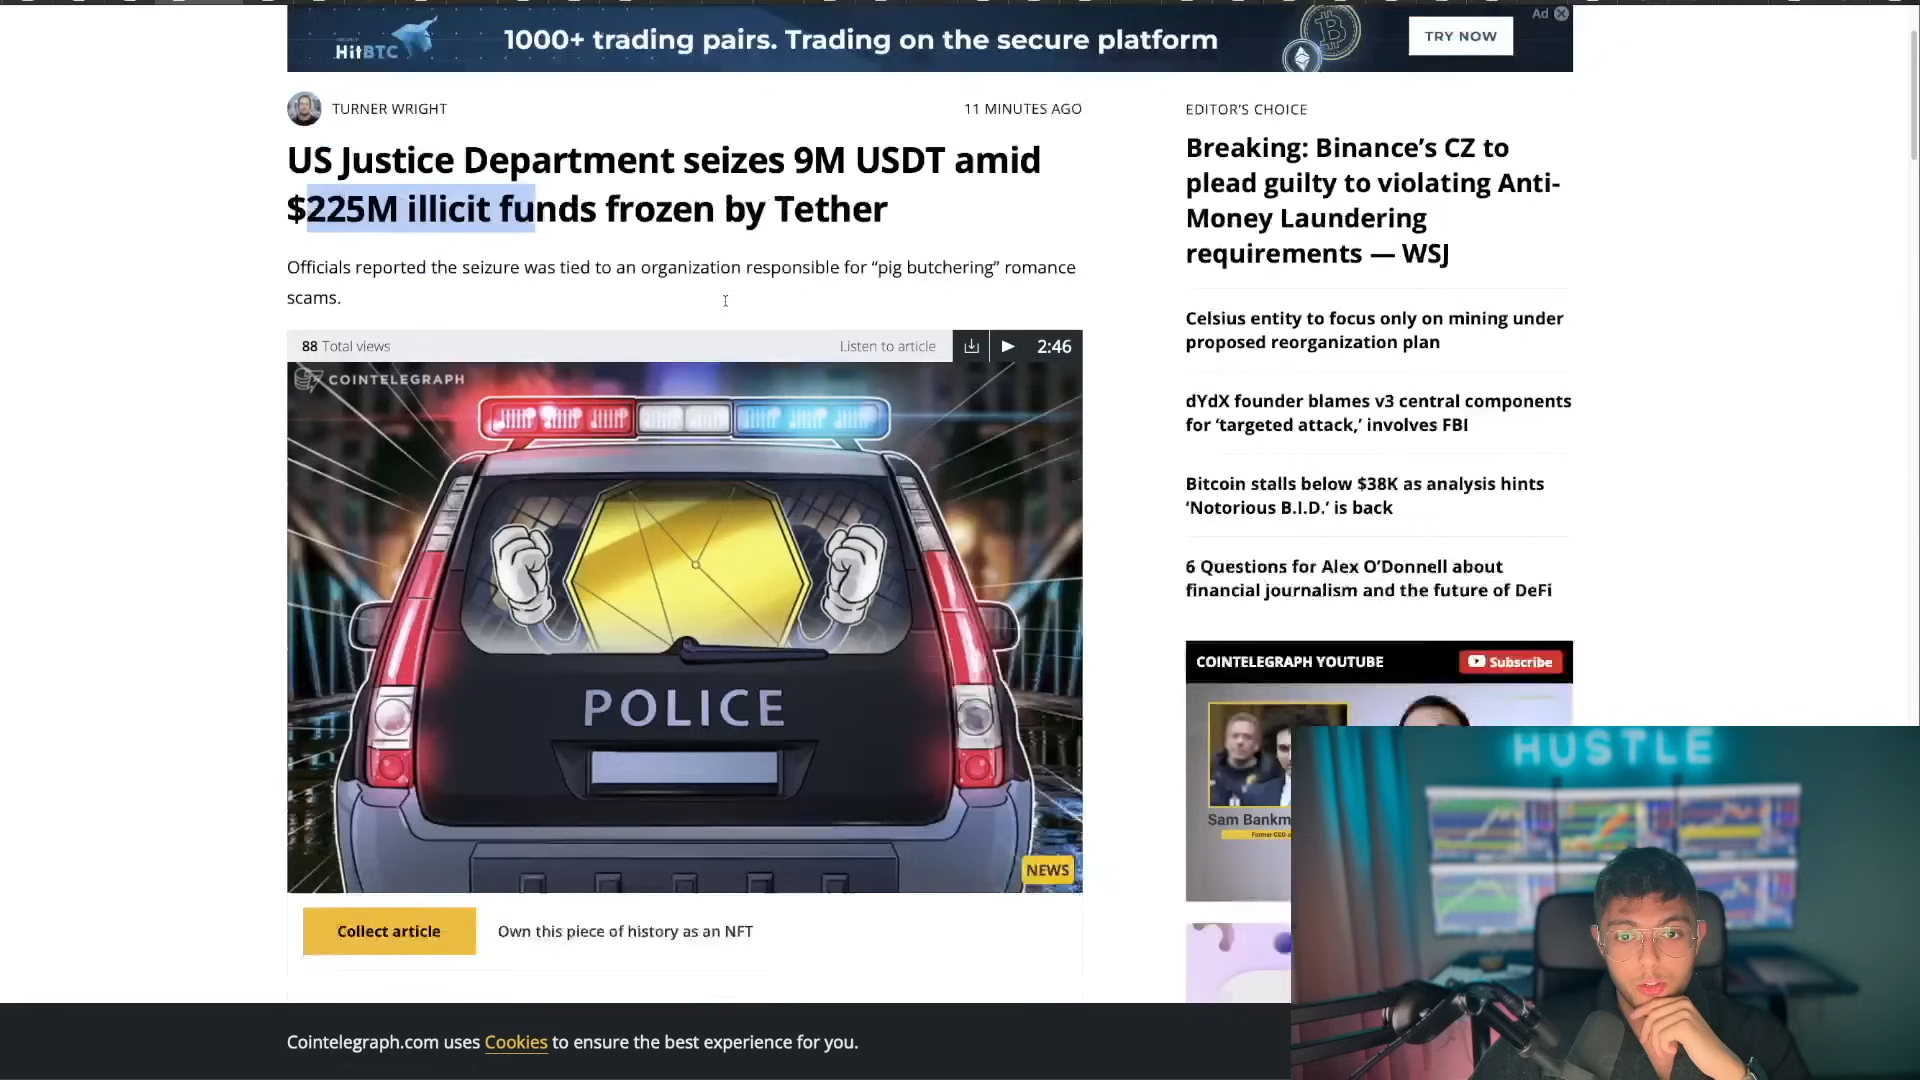 HitBTC
1000+ trading pairs. Trading on the secure platform
TRY NOW
Ad
TURNER WRIGHT
11 MINUTES AGO
US Justice Department seizes 9M USDT amid
$225M illicit funds frozen by Tether
Officials reported the seizure was tied to an organization responsible for “pig butchering” romance
scams.
88 Total views
Listen to article
2:46
COINTELEGRAPH
POLICE
NEWS
Collect article
Own this piece of history as an NFT
EDITOR’S CHOICE
Breaking: Binance’s CZ to
plead guilty to violating Anti-
Money Laundering
requirements — WSJ
Celsius entity to focus only on mining under
proposed reorganization plan
dYdX founder blames v3 central components
for ‘targeted attack,’ involves FBI
Bitcoin stalls below $38K as analysis hints
‘Notorious B.I.D.’ is back
6 Questions for Alex O’Donnell about
financial journalism and the future of DeFi
COINTELEGRAPH YOUTUBE
Subscribe
Sam Bankm
Former CEO o
HUSTLE
Cointelegraph.com uses Cookies to ensure the best experience for you.